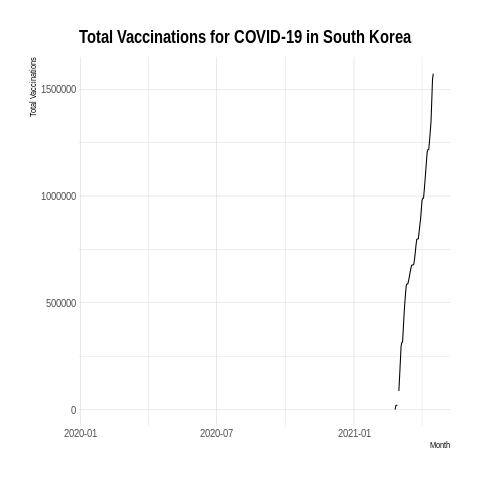 Total Vaccinations for COVID-19 in South Korea
Total Vaccinations
1500000
1000000
500000
0
2020-01
2020-07
2021-01
Month